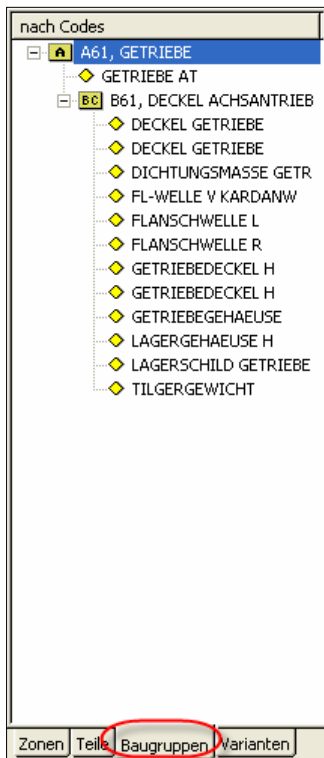 nach Codes
A A61, GETRIEBE
GETRIEBE AT
BC B61, DECKEL ACHSANTRIEB
DECKEL GETRIEBE
DECKEL GETRIEBE
DICHTUNGSMASSE GETR
FL-WELLE V KARDANW
FLANSCHWELLE L
FLANSCHWELLE R
GETRIEBEDECKEL H
GETRIEBEDECKEL H
GETRIEBEGEHAEUSE
LAGERGEHAEUSE H
LAGERSCHILD GETRIEBE
TILGERGEWICHT
Zonen Teile Baugruppen Varianten